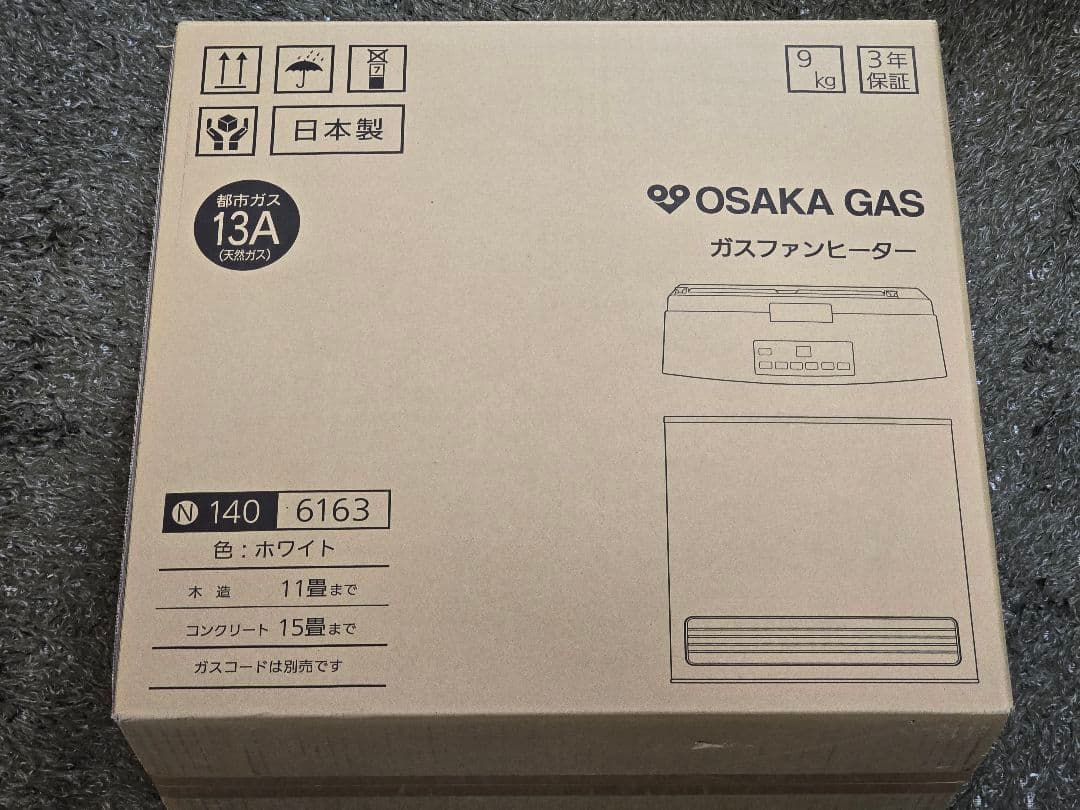 7
9
kg
3年
保証
日本製
都市ガス
13A
(天然ガス)
OSAKA GAS
ガスファンヒーター
N 140 6163
色:ホワイト
木 造 11畳まで
コンクリート 15畳まで
ガスコードは別売です